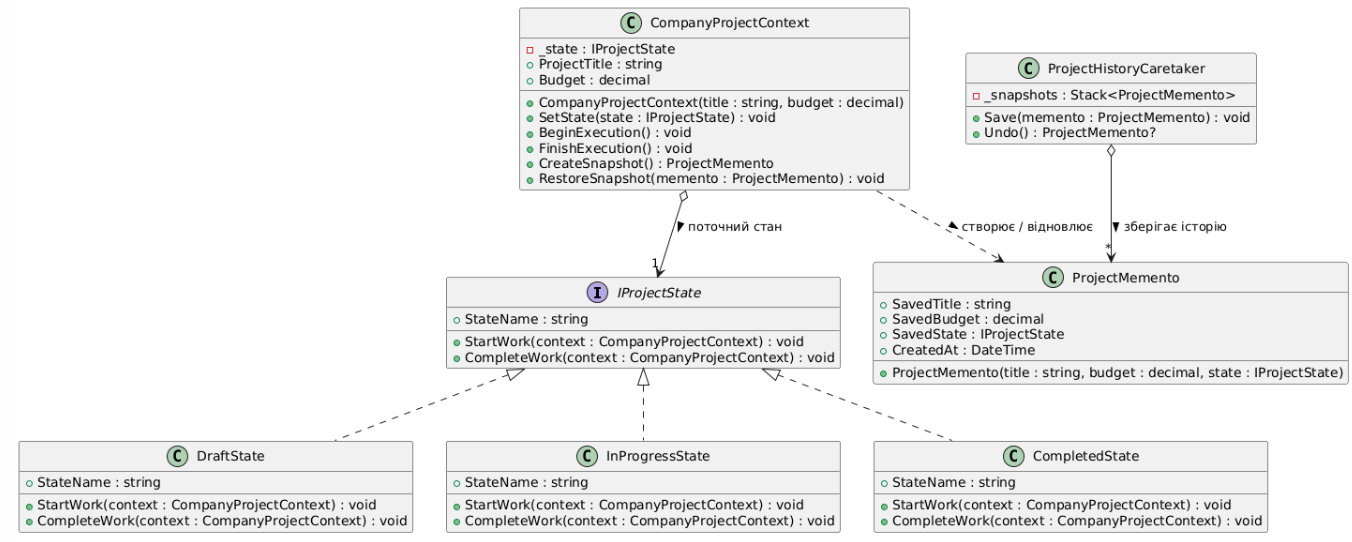 C CompanyProjectContext
_state : IProjectState
ProjectTitle : string
Budget : decimal
CompanyProjectContext(title : string, budget : decimal)
SetState(state : IProjectState) : void
BeginExecution() : void
FinishExecution() : void
CreateSnapshot() : ProjectMemento
RestoreSnapshot(memento : ProjectMemento) : void
C ProjectHistoryCaretaker
_snapshots : Stack<ProjectMemento>
Save(memento : ProjectMemento) : void
Undo() : ProjectMemento?
поточний стан
створює / відновлює
зберігає історію
1
*
I IProjectState
StateName : string
StartWork(context : CompanyProjectContext) : void
CompleteWork(context : CompanyProjectContext) : void
C ProjectMemento
SavedTitle : string
SavedBudget : decimal
SavedState : IProjectState
CreatedAt : DateTime
ProjectMemento(title : string, budget : decimal, state : IProjectState)
C DraftState
StateName : string
StartWork(context : CompanyProjectContext) : void
CompleteWork(context : CompanyProjectContext) : void
C InProgressState
StateName : string
StartWork(context : CompanyProjectContext) : void
CompleteWork(context : CompanyProjectContext) : void
C CompletedState
StateName : string
StartWork(context : CompanyProjectContext) : void
CompleteWork(context : CompanyProjectContext) : void